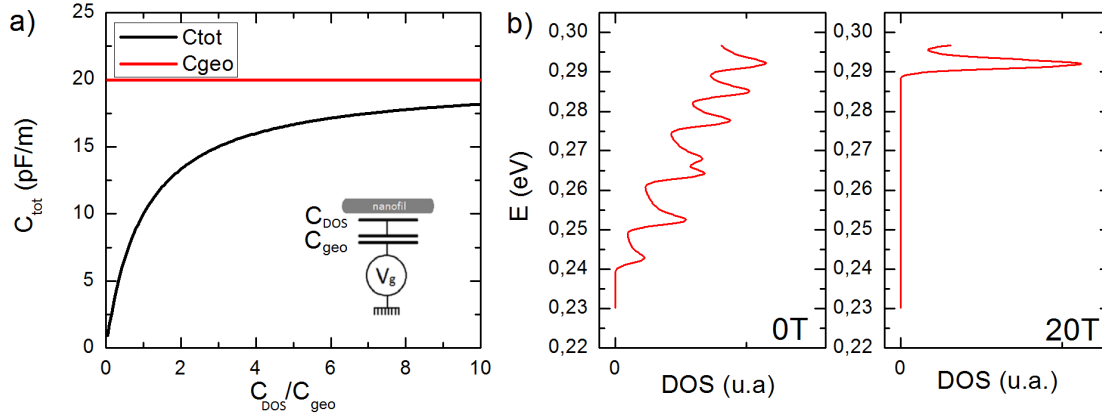 a)
25
20
15
10
5
0
C_tot (pF/m)
Ctot
Cgeo
nanofil
C_DOS
C_geo
V_g
0 2 4 6 8 10
C_DOS/C_geo
b)
0,30
0,29
0,28
0,27
0,26
0,25
0,24
0,23
0,22
E (eV)
0T
0
DOS (u.a)
0,30
0,29
0,28
0,27
0,26
0,25
0,24
0,23
0,22
20T
0
DOS (u.a.)